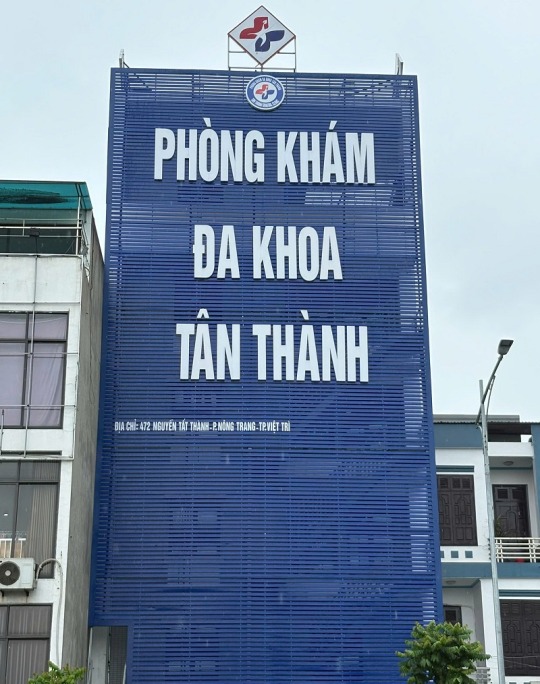 PHÒNG KHÁM
ĐA KHOA
TÂN THÀNH
ĐỊA CHỈ: 472 NGUYỄN TẤT THÀNH-P.NÔNG TRANG-TP.VIỆT TRÌ